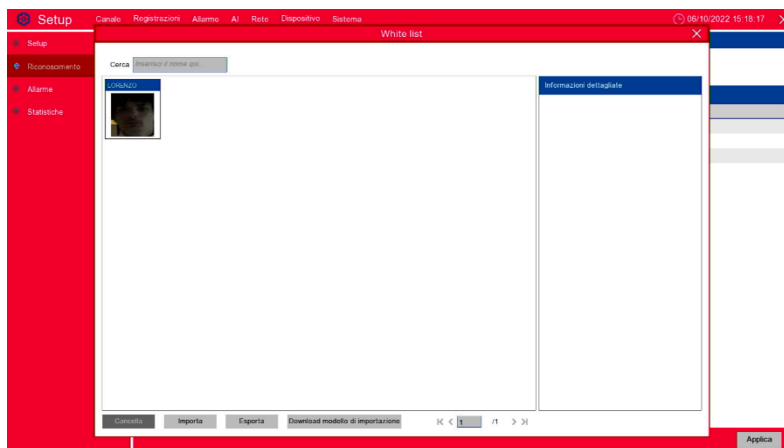 Setup
Canale Registrazioni Allarme AI Rete Dispositivo Sistema
06/10/2022 15:18:17
White list
Setup
Riconoscimento
Allarme
Statistiche
Cerca Inserisci il nome qui...
LORENZO
Informazioni dettagliate
Cancella Importa Esporta Download modello di importazione 1 /1
Applica